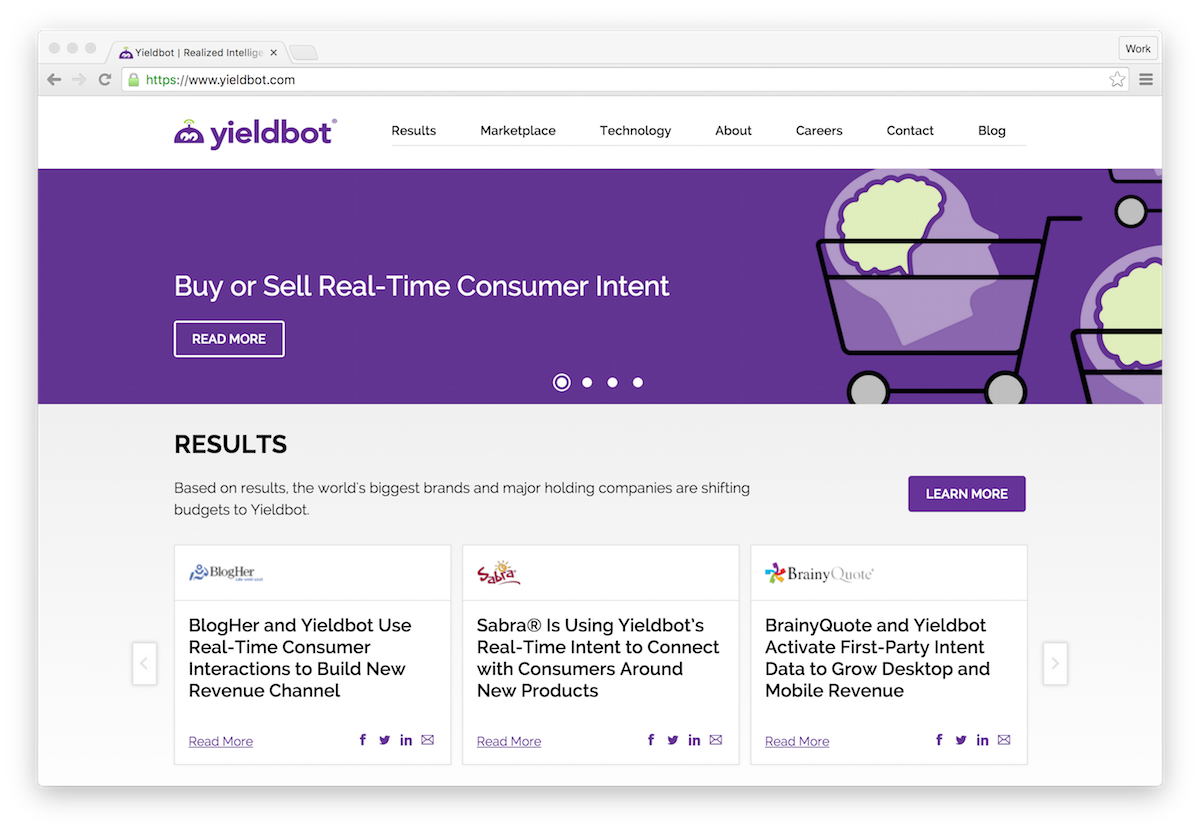 Yieldbot | Realized Intellige
Work
https://www.yieldbot.com
yieldbot®
Results Marketplace Technology About Careers Contact Blog
Buy or Sell Real-Time Consumer Intent
READ MORE
RESULTS
Based on results, the world's biggest brands and major holding companies are shifting
budgets to Yieldbot.
LEARN MORE
BlogHer
Sabra
BrainyQuote
BlogHer and Yieldbot Use
Real-Time Consumer
Interactions to Build New
Revenue Channel
Read More
Sabra® Is Using Yieldbot's
Real-Time Intent to Connect
with Consumers Around
New Products
Read More
BrainyQuote and Yieldbot
Activate First-Party Intent
Data to Grow Desktop and
Mobile Revenue
Read More